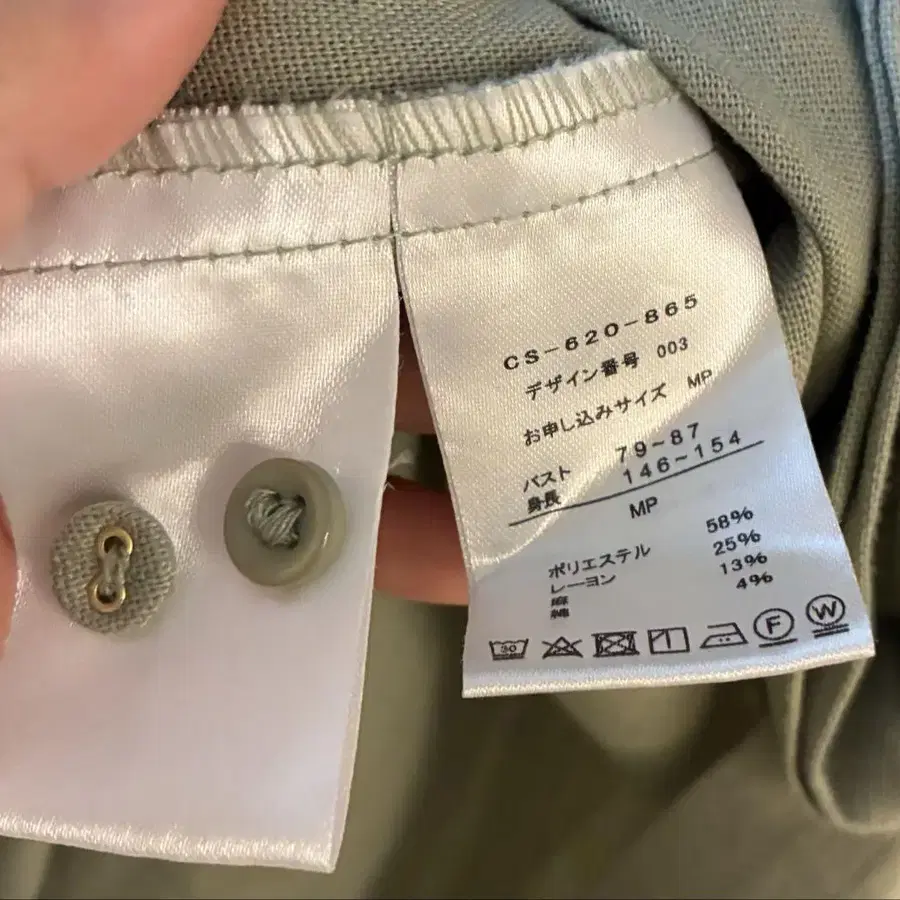 CS-620-865
デザイン番号 003
お申し込みサイズ MP
バスト 79~87
身長 146~154
MP
ポリエステル 58%
レーヨン 25%
麻 13%
綿 4%
30 F W